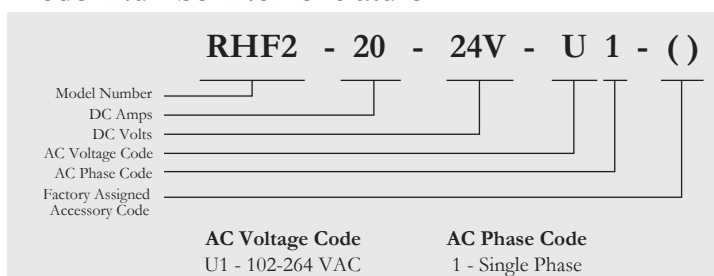 RHF2 - 20 - 24V - U 1 - ( )
Model Number
DC Amps
DC Volts
AC Voltage Code
AC Phase Code
Factory Assigned
Accessory Code
AC Voltage Code AC Phase Code
U1 - 102-264 VAC 1 - Single Phase